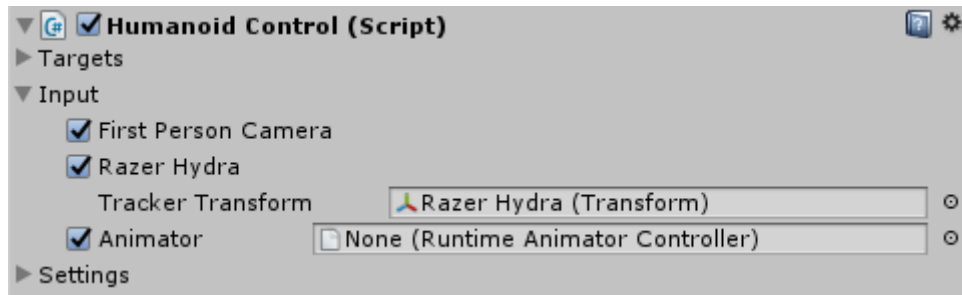 Humanoid Control (Script)
Targets
Input
First Person Camera
Razer Hydra
Tracker Transform Razer Hydra (Transform)
Animator None (Runtime Animator Controller)
Settings